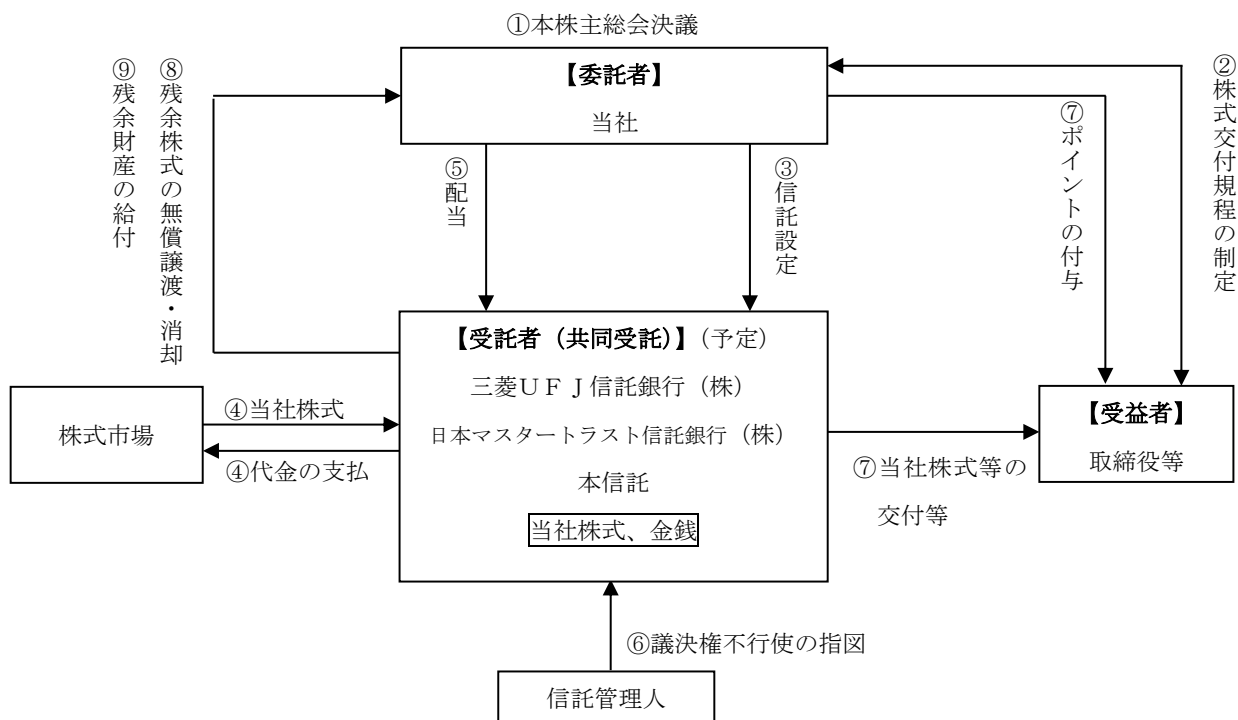 ①本株主総会決議
【委託者】
当社
⑨残余財産の給付
⑧残余株式の無償譲渡・消却
⑤配当
③信託設定
⑦ポイントの付与
②株式交付規程の制定
【受託者（共同受託）】（予定）
三菱ＵＦＪ信託銀行（株）
日本マスタートラスト信託銀行（株）
本信託
当社株式、金銭
株式市場
④当社株式
④代金の支払
【受益者】
取締役等
⑦当社株式等の
交付等
⑥議決権不行使の指図
信託管理人